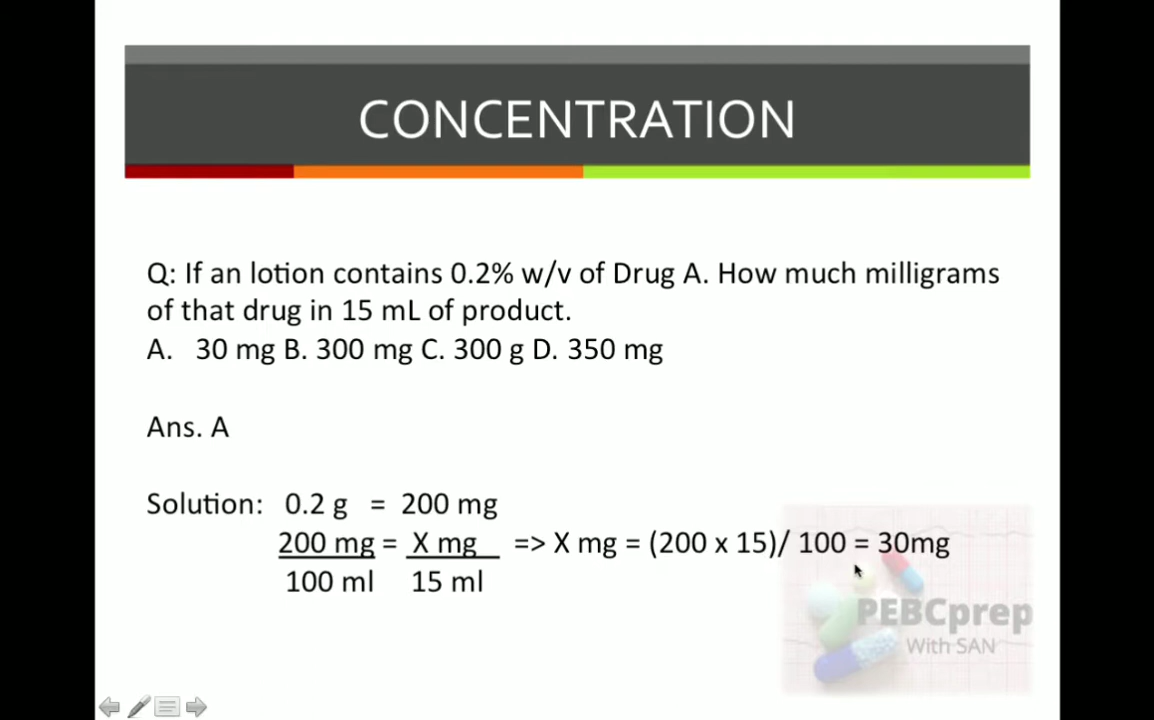 CONCENTRATION
Q: If an lotion contains 0.2% w/v of Drug A. How much milligrams
of that drug in 15 mL of product.
A. 30 mg B. 300 mg C. 300 g D. 350 mg
Ans. A
Solution: 0.2 g = 200 mg
200 mg = X mg => X mg = (200 x 15)/ 100 = 30mg
100 ml 15 ml
PEBCprep
With SAN